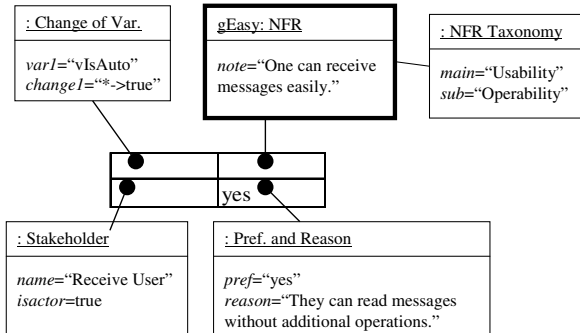 : Change of Var.
var1=“vIsAuto”
change1=“*->true”
gEasy: NFR
note=“One can receive
messages easily.”
: NFR Taxonomy
main=“Usability”
sub=“Operability”
yes
: Stakeholder
name=“Receive User”
isactor=true
: Pref. and Reason
pref=“yes”
reason=“They can read messages
without additional operations.”